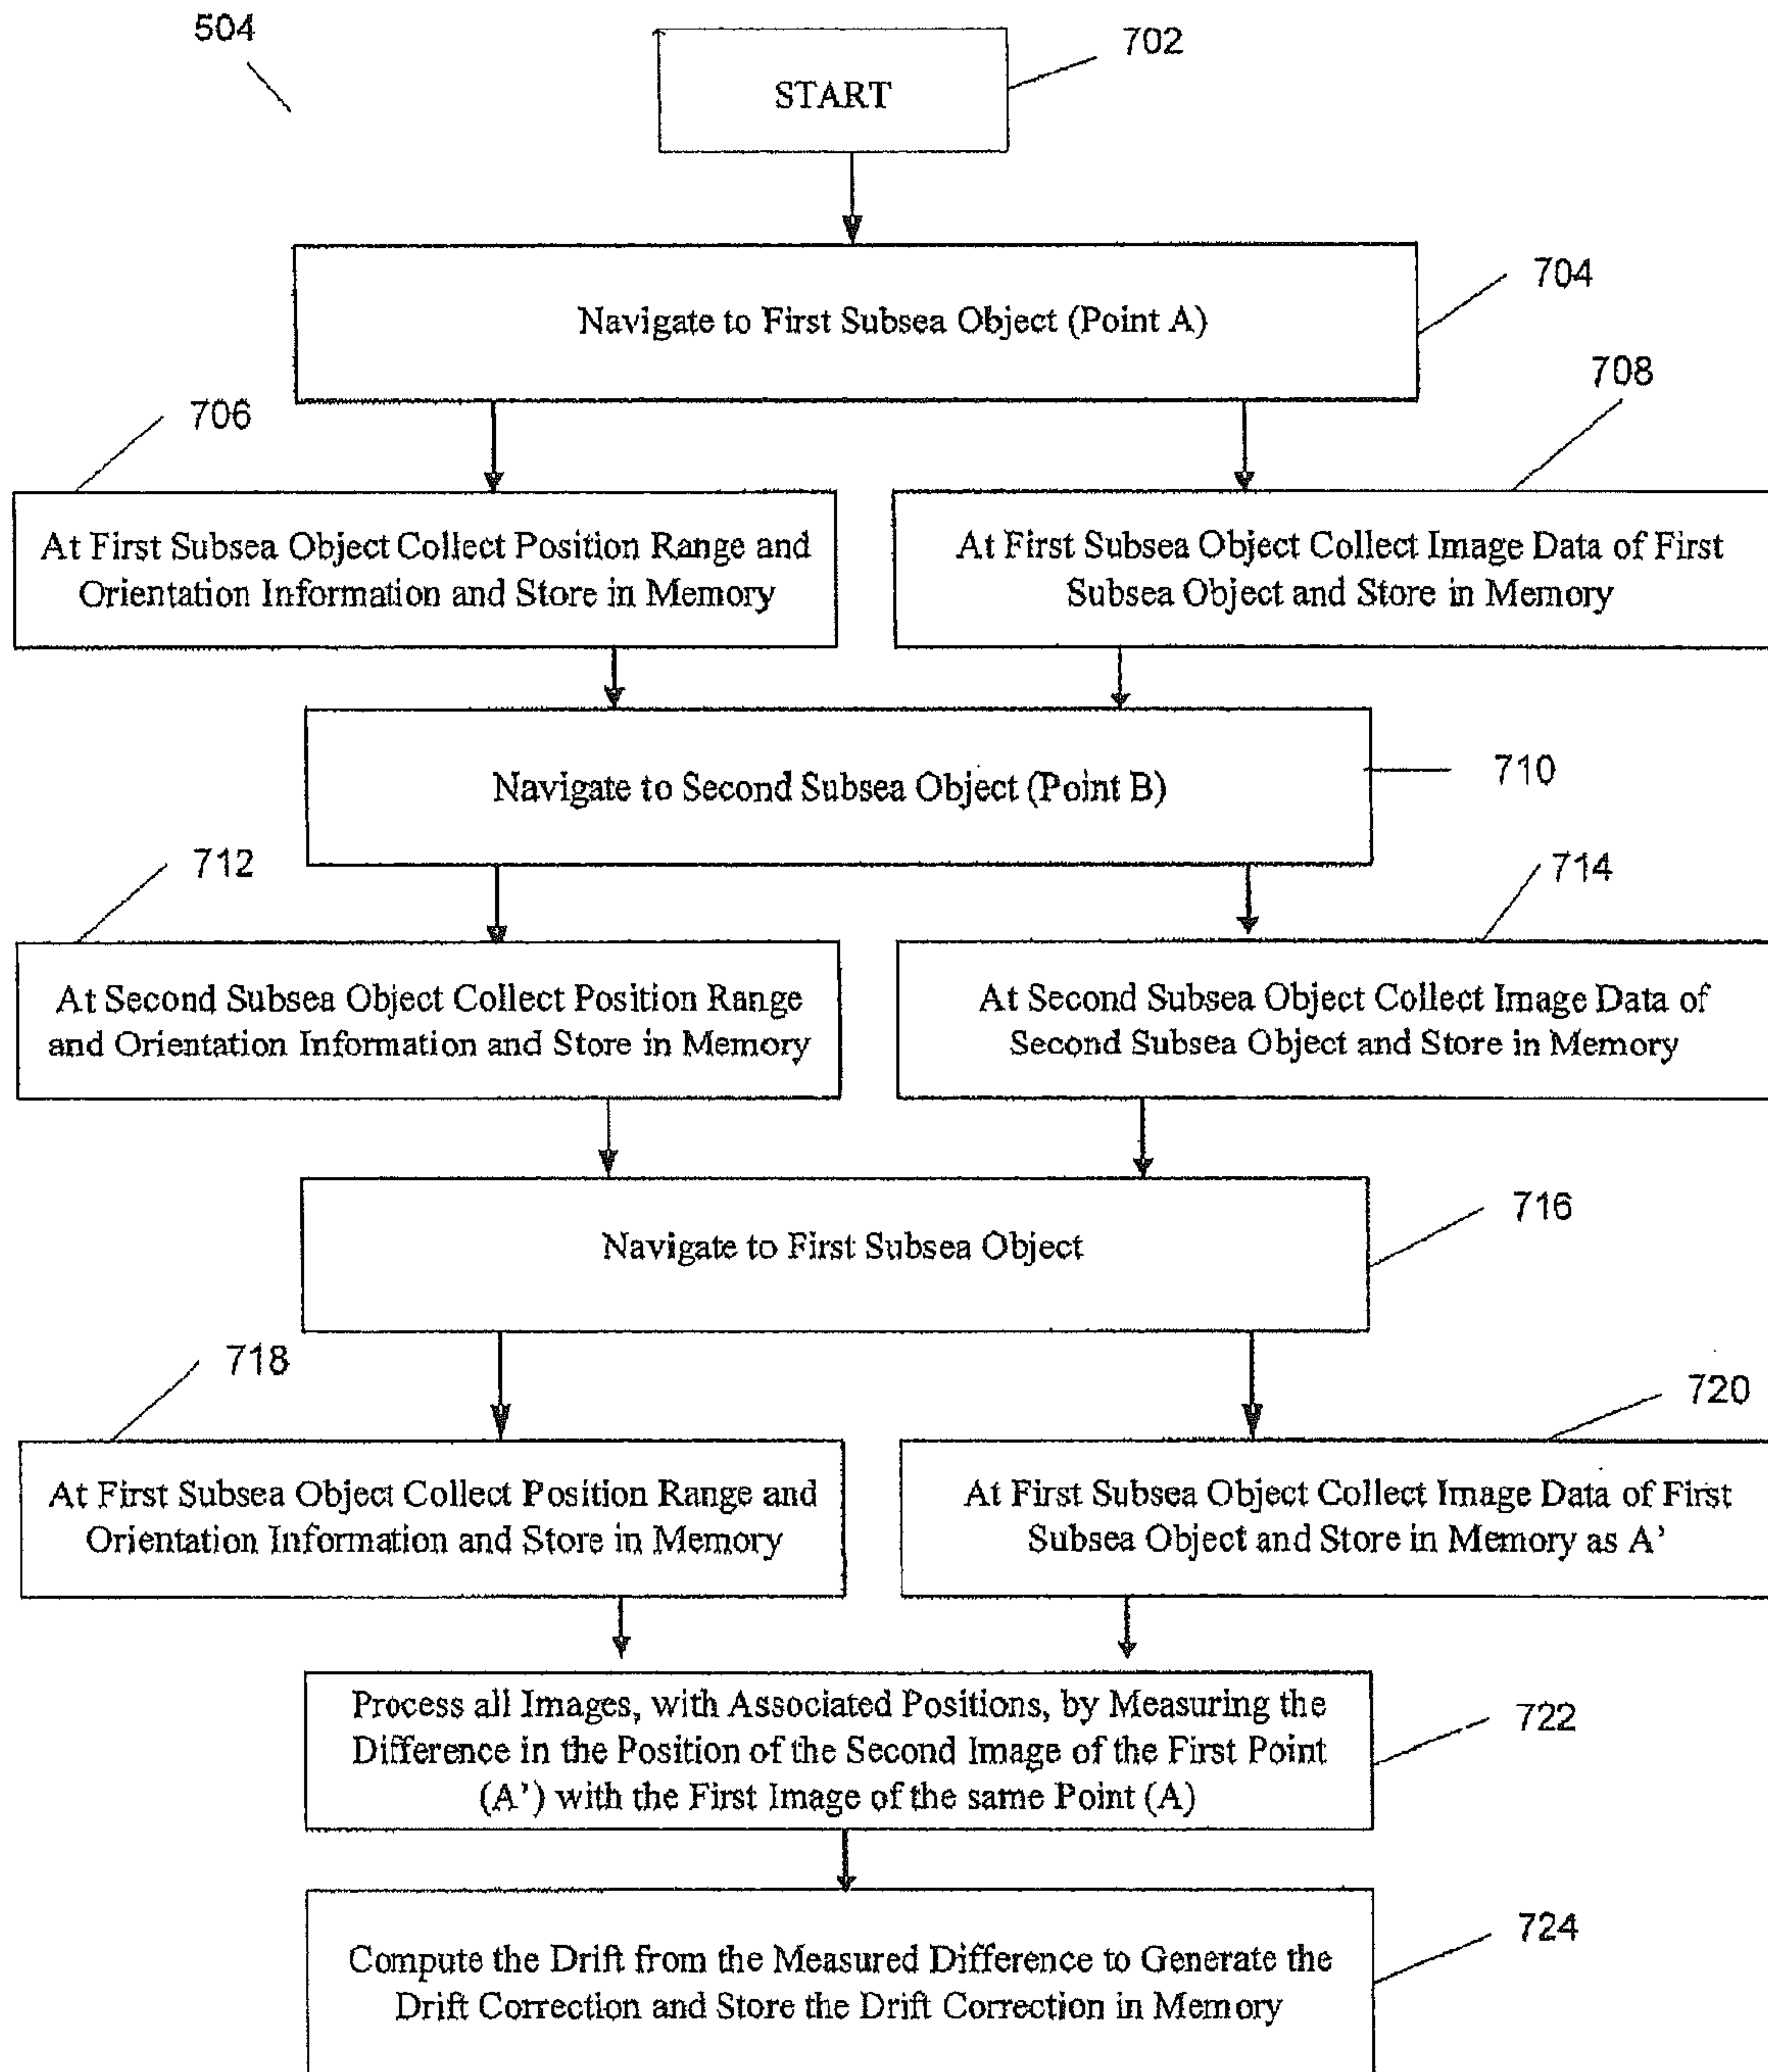 504
START
702
Navigate to First Subsea Object (Point A)
704
706
708
At First Subsea Object Collect Position Range and
Orientation Information and Store in Memory
At First Subsea Object Collect Image Data of First
Subsea Object and Store in Memory
Navigate to Second Subsea Object (Point B)
710
712
714
At Second Subsea Object Collect Position Range
and Orientation Information and Store in Memory
At Second Subsea Object Collect Image Data of
Second Subsea Object and Store in Memory
Navigate to First Subsea Object
716
718
720
At First Subsea Object Collect Position Range and
Orientation Information and Store in Memory
At First Subsea Object Collect Image Data of First
Subsea Object and Store in Memory as A’
Process all Images, with Associated Positions, by Measuring the
Difference in the Position of the Second Image of the First Point
(A’) with the First Image of the same Point (A)
722
Compute the Drift from the Measured Difference to Generate the
Drift Correction and Store the Drift Correction in Memory
724